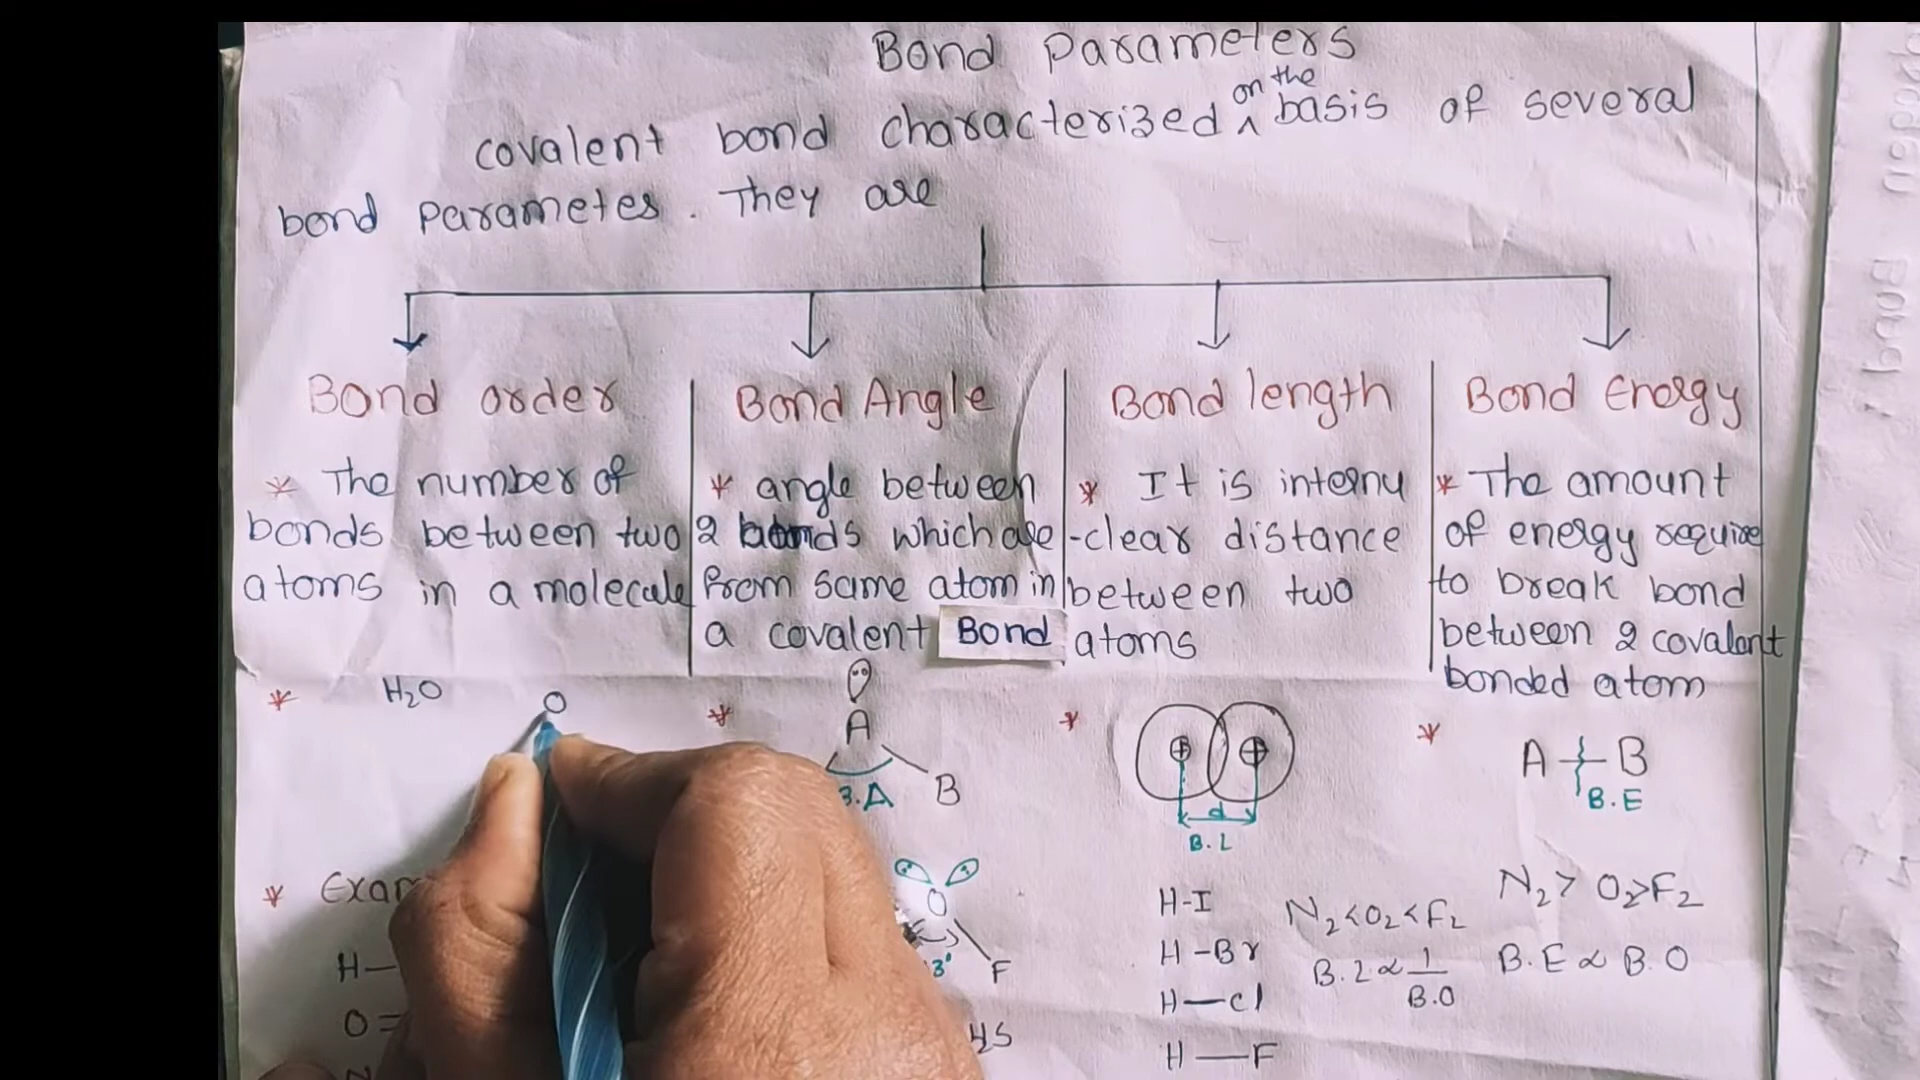 Bond Parameters
covalent bond characterized on the basis of several
bond Parametes. They are
Bond order
Bond Angle
Bond length
Bond Energy
* The number of
bonds between two
atoms in a molecule
* angle between
2 bonds which are
from same atom in
a covalent Bond
* It is internu
-clear distance
between two
atoms
* The amount
of energy require
to break bond
between 2 covalent
bonded atom
* H₂O
O
* A
B
B.A
* d
B.L
* A B
B.E
*
H-
O=
O
F
3'
H-I
H-Br
H-Cl
H-F
N₂<O₂<F₂
B.L∝1/B.O
N₂>O₂>F₂
B.E∝B.O